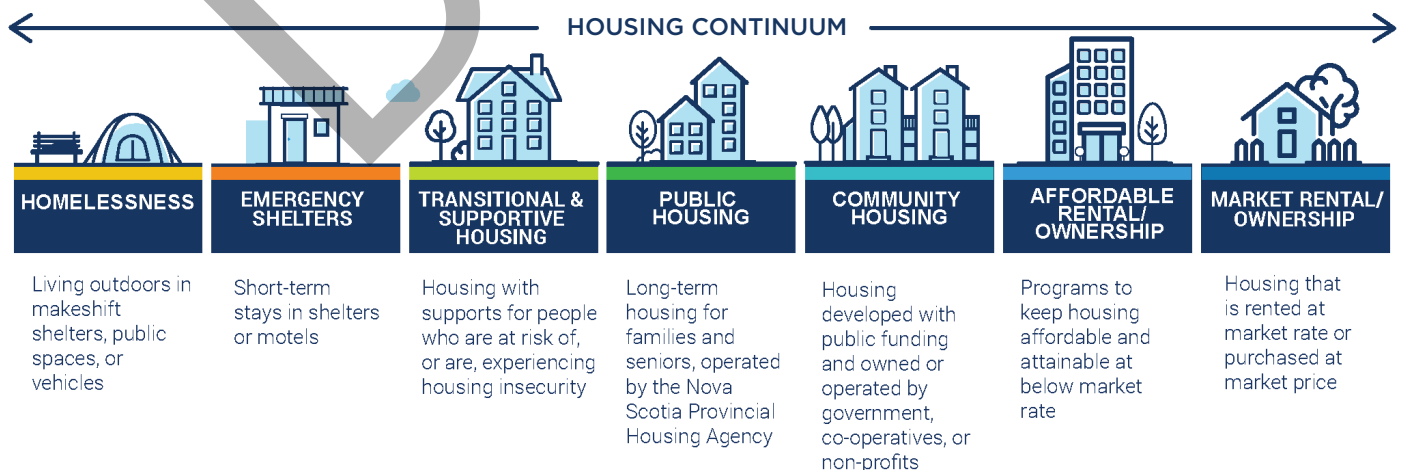 HOUSING CONTINUUM
HOMELESSNESS
Living outdoors in
makeshift
shelters, public
spaces, or
vehicles
EMERGENCY
SHELTERS
Short-term
stays in shelters
or motels
TRANSITIONAL &
SUPPORTIVE
HOUSING
Housing with
supports for people
who are at risk of,
or are, experiencing
housing insecurity
PUBLIC
HOUSING
Long-term
housing for
families and
seniors, operated
by the Nova
Scotia Provincial
Housing Agency
COMMUNITY
HOUSING
Housing
developed with
public funding
and owned or
operated by
government,
co-operatives, or
non-profits
AFFORDABLE
RENTAL/
OWNERSHIP
Programs to
keep housing
affordable and
attainable at
below market
rate
MARKET RENTAL/
OWNERSHIP
Housing that
is rented at
market rate or
purchased at
market price